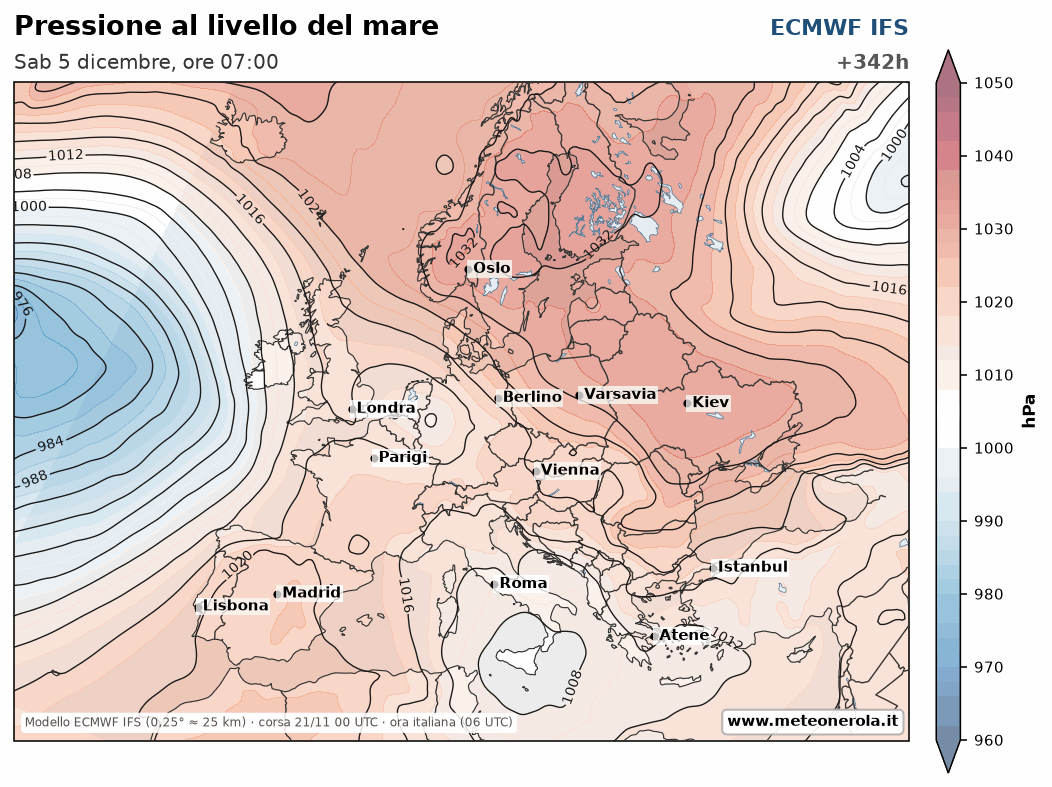 Pressione al livello del mare
ECMWF IFS
Sab 5 dicembre, ore 07:00
+342h
1050
1040
1030
1020
1010
1000
990
980
970
960
hPa
1012
08
1000
1016
1024
976
984
988
1004
1000
1016
1032
1032
1020
1016
1012
1008
Oslo
Londra
Berlino
Varsavia
Kiev
Parigi
Vienna
Istanbul
Roma
Madrid
Lisbona
Atene
Modello ECMWF IFS (0,25° ≈ 25 km) · corsa 21/11 00 UTC · ora italiana (06 UTC)
www.meteonerola.it